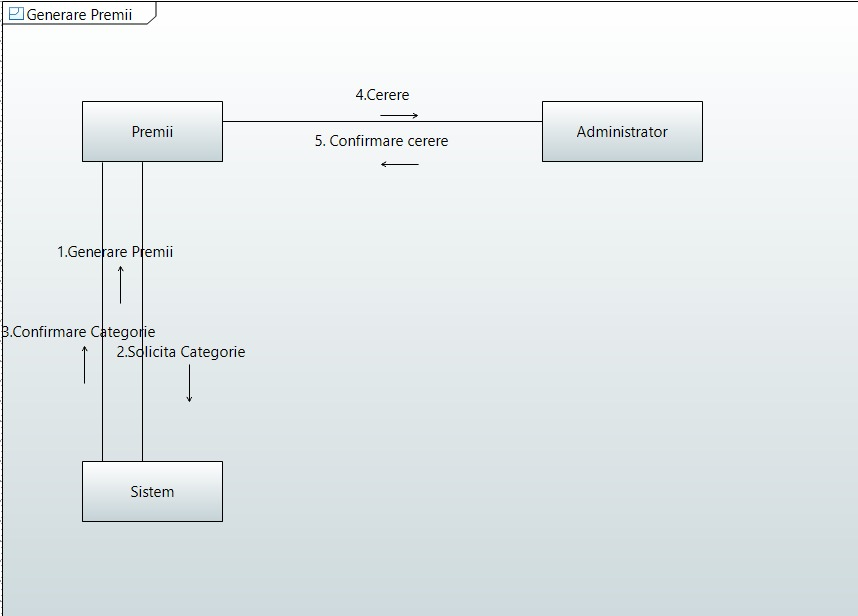 Generare Premii
4.Cerere
Premii
Administrator
5. Confirmare cerere
1.Generare Premii
3.Confirmare Categorie
2.Solicita Categorie
Sistem